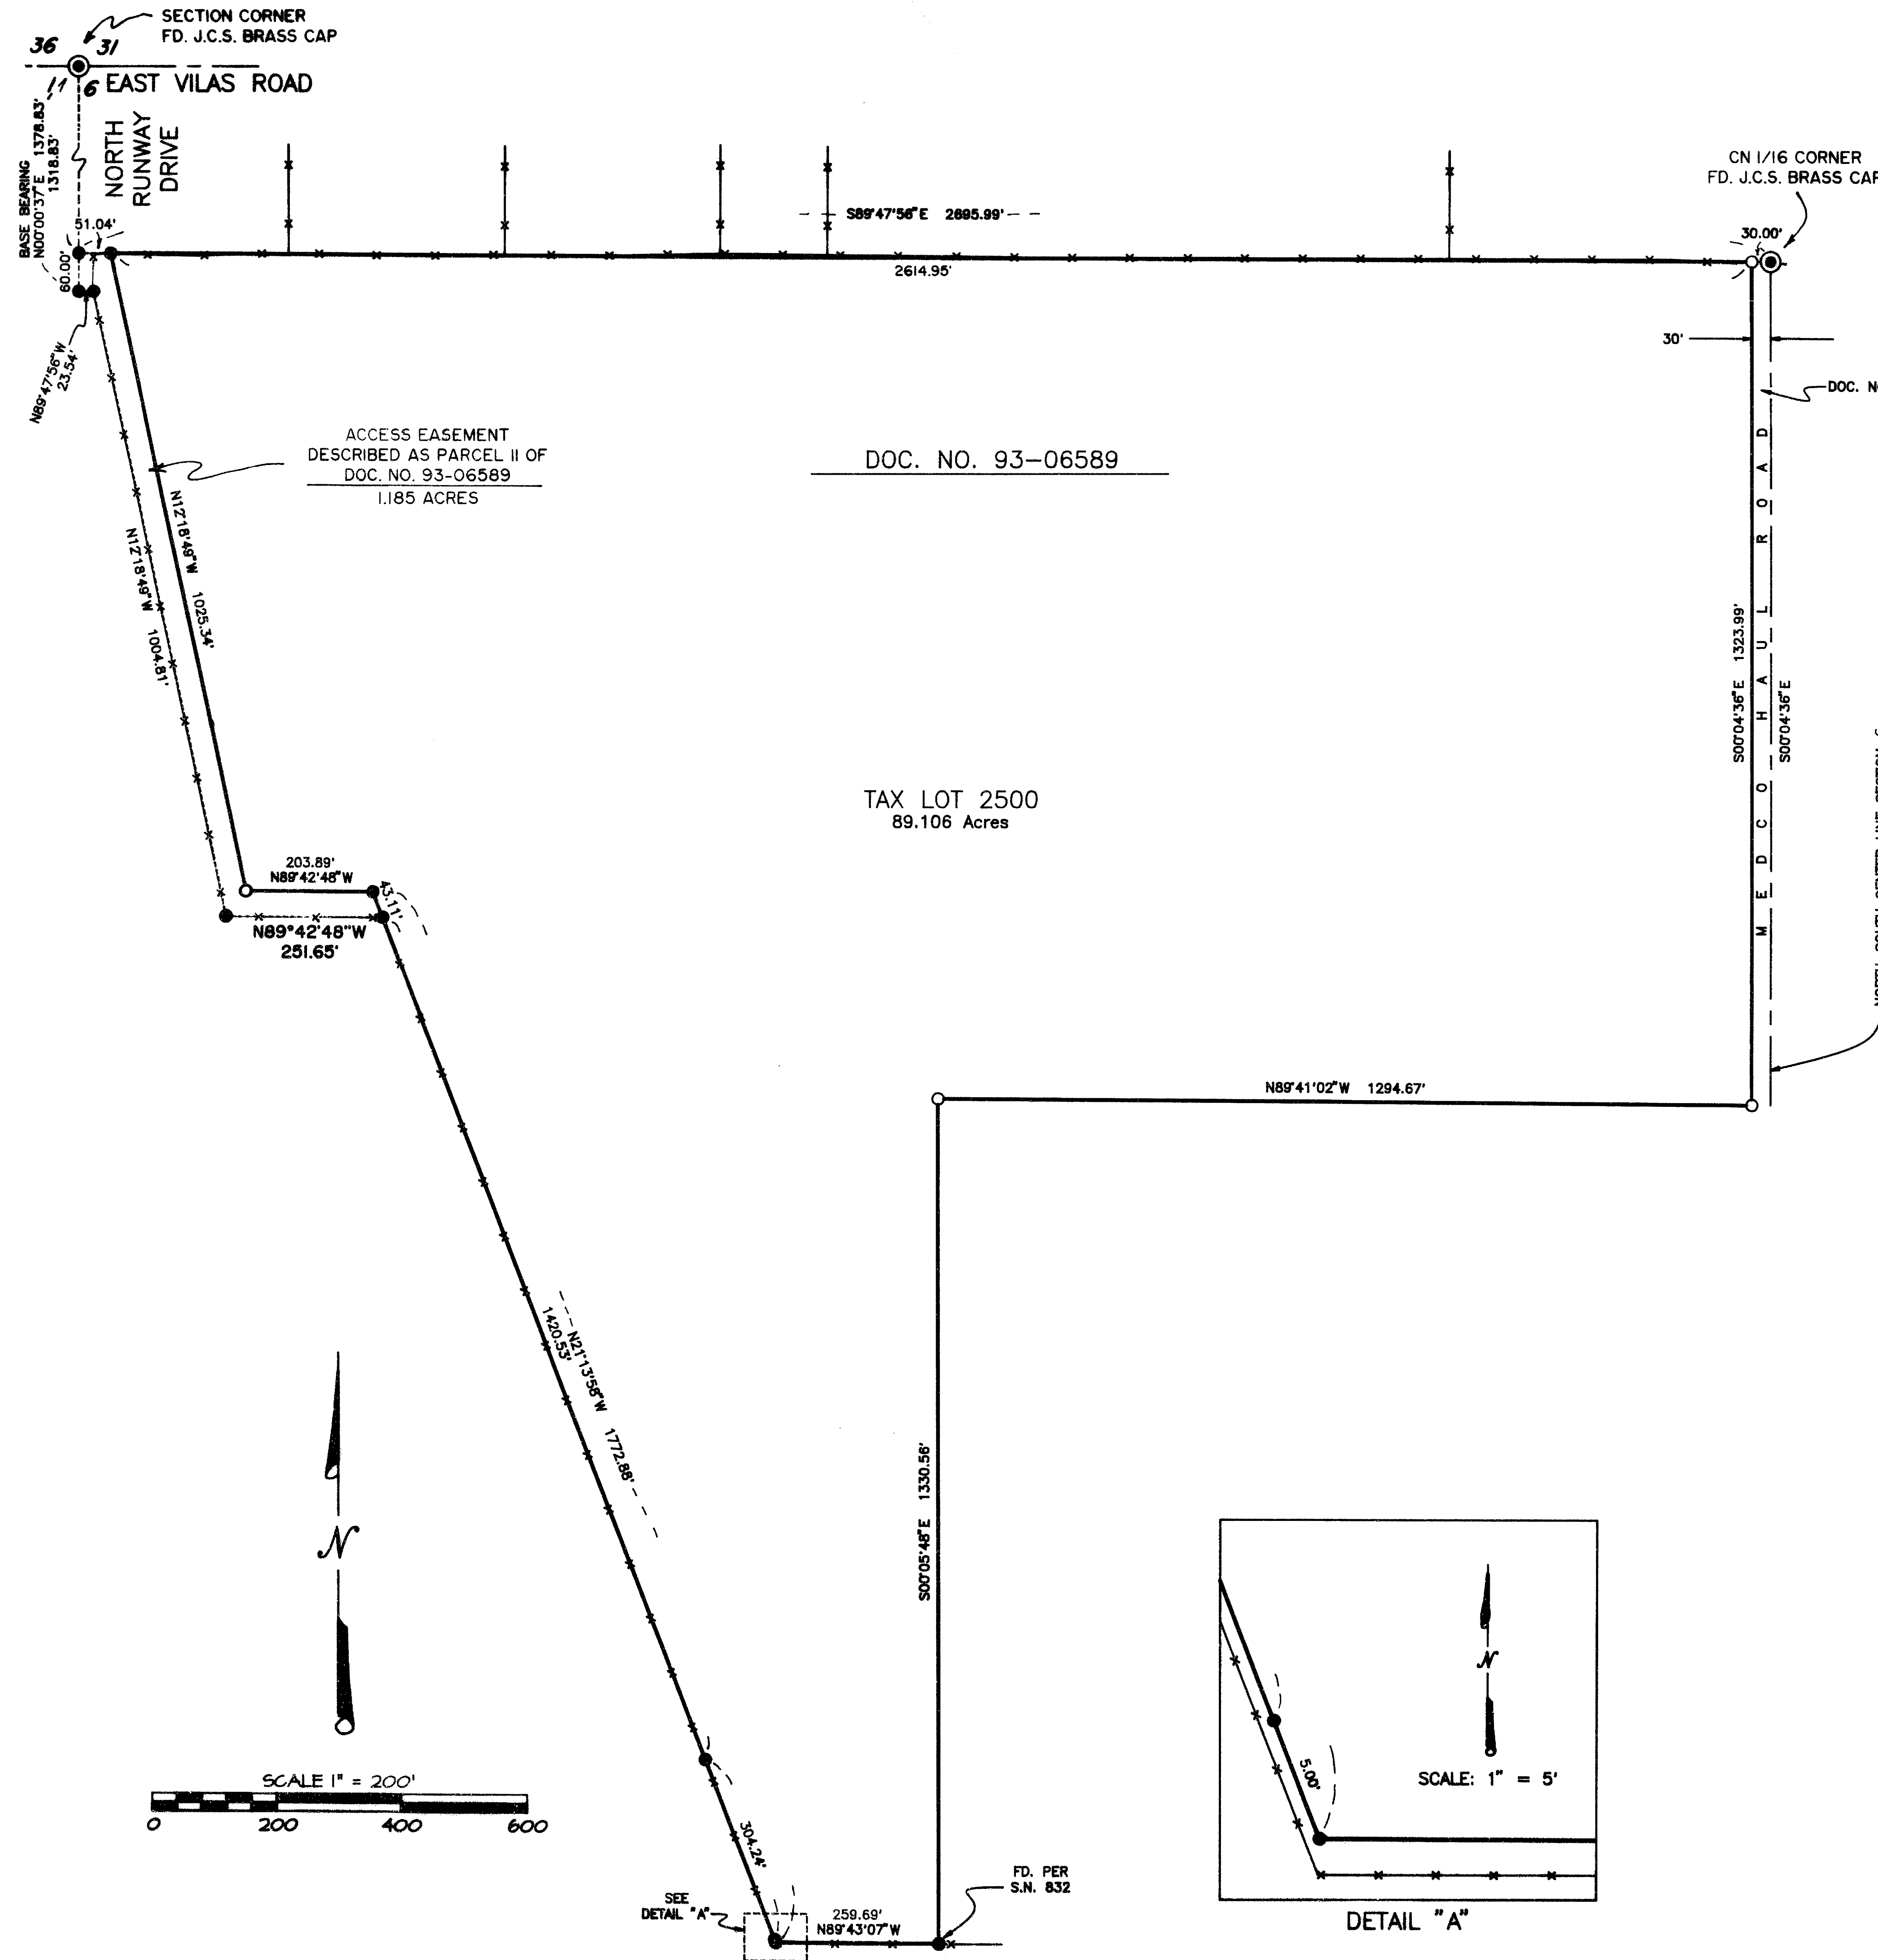 SECTION CORNER
FD. J.C.S. BRASS CAP
36 31
1 6
EAST VILAS ROAD
NORTH
RUNWAY
DRIVE
BASE BEARING
N00°00'37"E 1378.83'
1318.83'
51.04'
60.00'
N89°47'56"W
23.54'
S89°47'56"E 2695.99'
2614.95'
CN 1/16 CORNER
FD. J.C.S. BRASS CAP
30.00'
30'
DOC.
ACCESS EASEMENT
DESCRIBED AS PARCEL II OF
DOC. NO. 93-06589
1.185 ACRES
DOC. NO. 93-06589
N12°18'49"W 1025.34'
N12°18'49"W 1004.81'
S00°04'36"E 1323.99'
MEDCO HAUL ROAD
S00°04'36"E
TAX LOT 2500
89.106 Acres
203.89'
N89°42'48"W
43.11'
N89°42'48"W
251.65'
N89°41'02"W 1294.67'
N21°13'58"W 1772.88'
1420.53'
S00°05'48"E 1330.56'
N
SCALE 1" = 200'
0 200 400 600
304.24'
SEE
DETAIL "A"
259.69'
N89°43'07"W
FD. PER
S.N. 832
N
5.00'
SCALE: 1" = 5'
DETAIL "A"